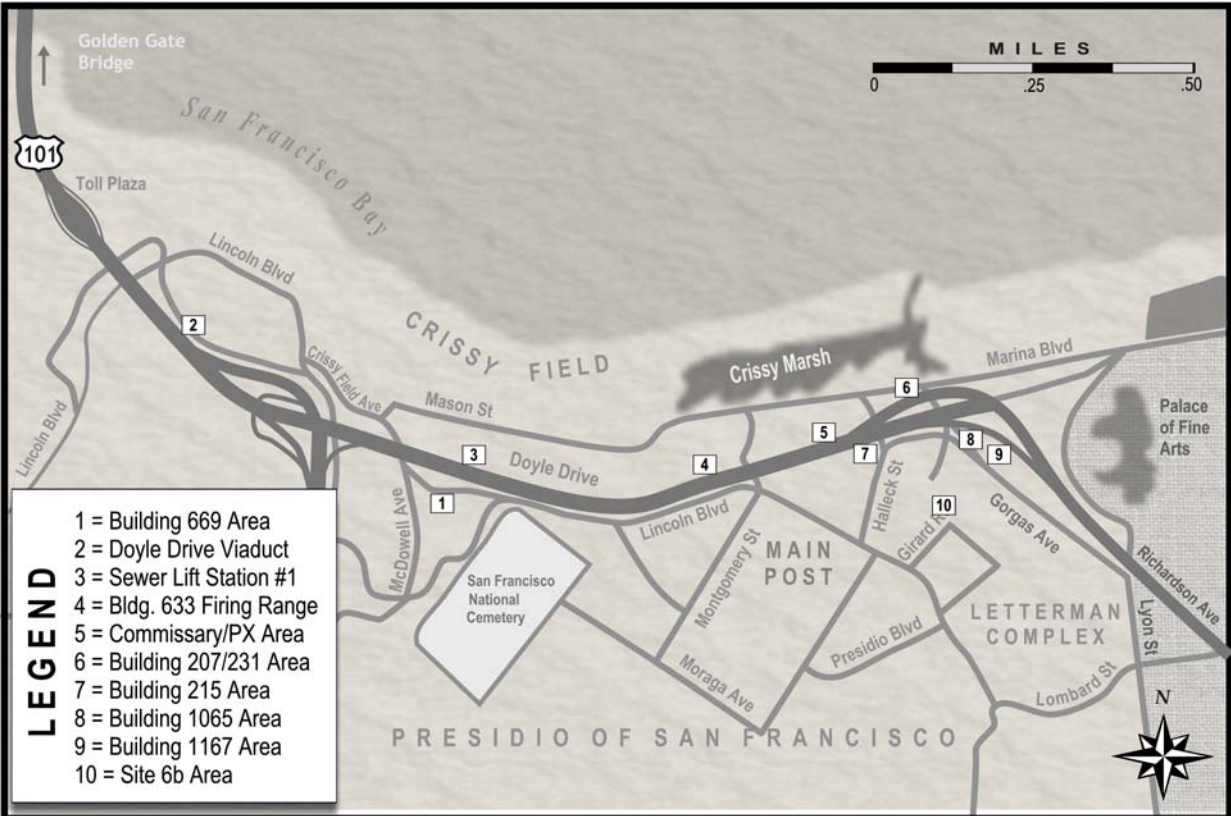 Golden Gate
Bridge
MILES
0 .25 .50
San Francisco Bay
101
Toll Plaza
Lincoln Blvd
2
CRISSY FIELD
Crissy Field Ave
Mason St
Crissy Marsh
Marina Blvd
6
Palace
of Fine
Arts
Lincoln Blvd
3
Doyle Drive
4
5
7
8
9
1
McDowell Ave
Lincoln Blvd
Halleck St
10
Gorgas Ave
Montgomery St
MAIN
POST
Girard
San Francisco
National
Cemetery
Richardson Ave
LETTERMAN
COMPLEX
Lyon St
Presidio Blvd
Moraga Ave
Lombard St
PRESIDIO OF SAN FRANCISCO
N
LEGEND
1 = Building 669 Area
2 = Doyle Drive Viaduct
3 = Sewer Lift Station #1
4 = Bldg. 633 Firing Range
5 = Commissary/PX Area
6 = Building 207/231 Area
7 = Building 215 Area
8 = Building 1065 Area
9 = Building 1167 Area
10 = Site 6b Area